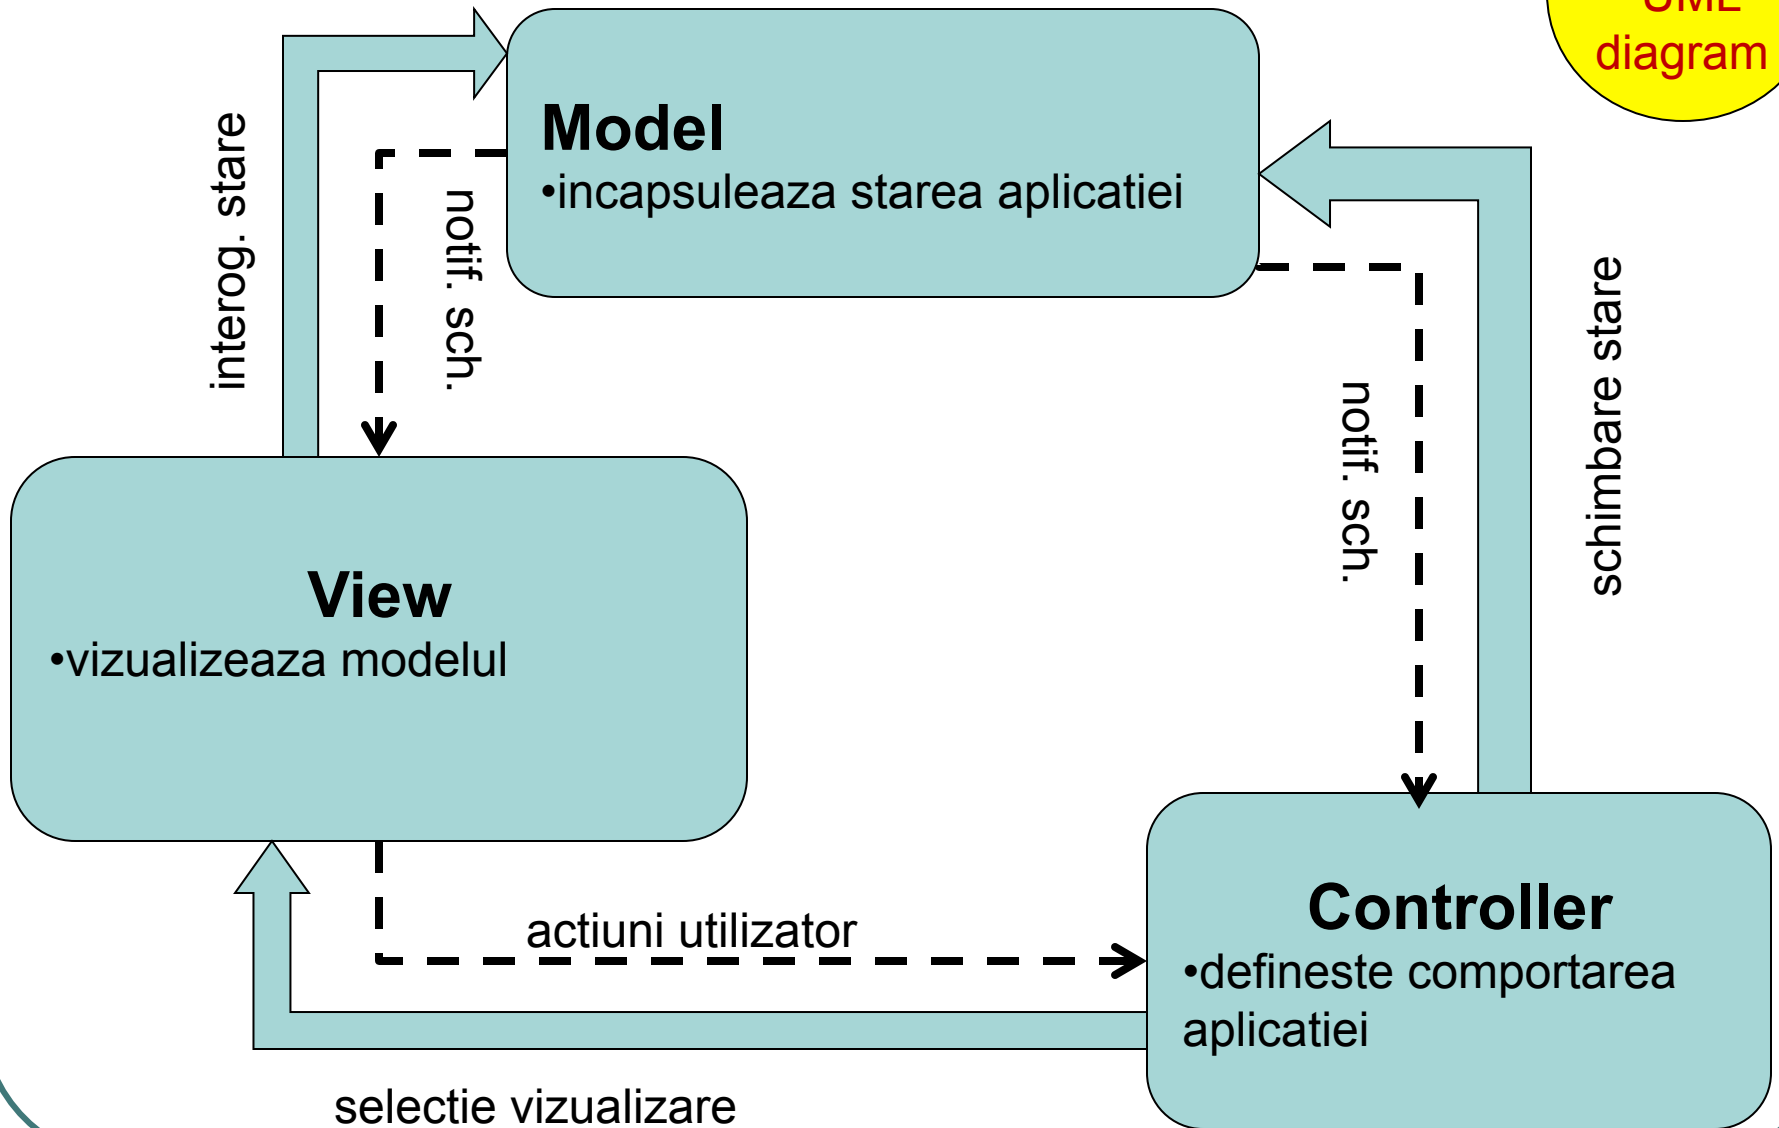 diagram
Model
•incapsuleaza starea aplicatiei
interog. stare
notif. sch.
notif. sch.
schimbare stare
View
•vizualizeaza modelul
actiuni utilizator
Controller
•defineste comportarea
aplicatiei
selectie vizualizare